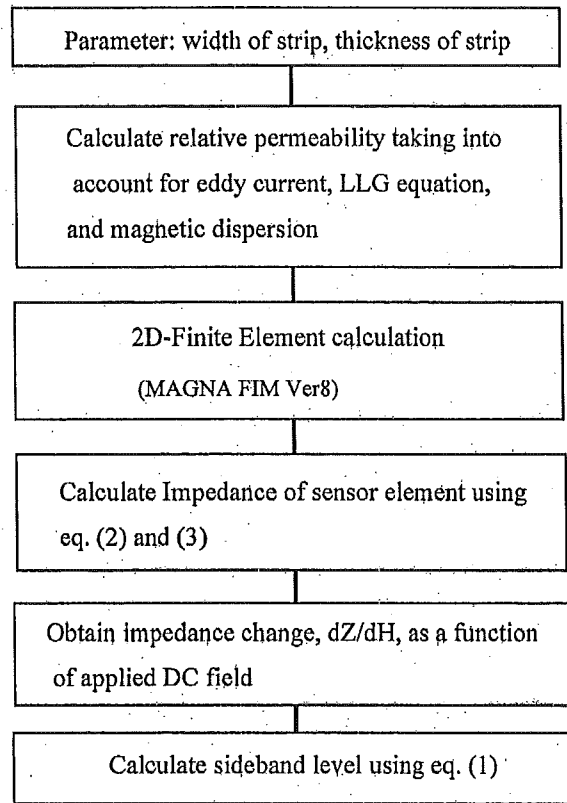 Parameter: width of strip, thickness of strip
Calculate relative permeability taking into
account for eddy current, LLG equation,
and magnetic dispersion
2D-Finite Element calculation
(MAGNA FIM Ver8)
Calculate Impedance of sensor element using
eq. (2) and (3)
Obtain impedance change, dZ/dH, as a function
of applied DC field
Calculate sideband level using eq. (1)